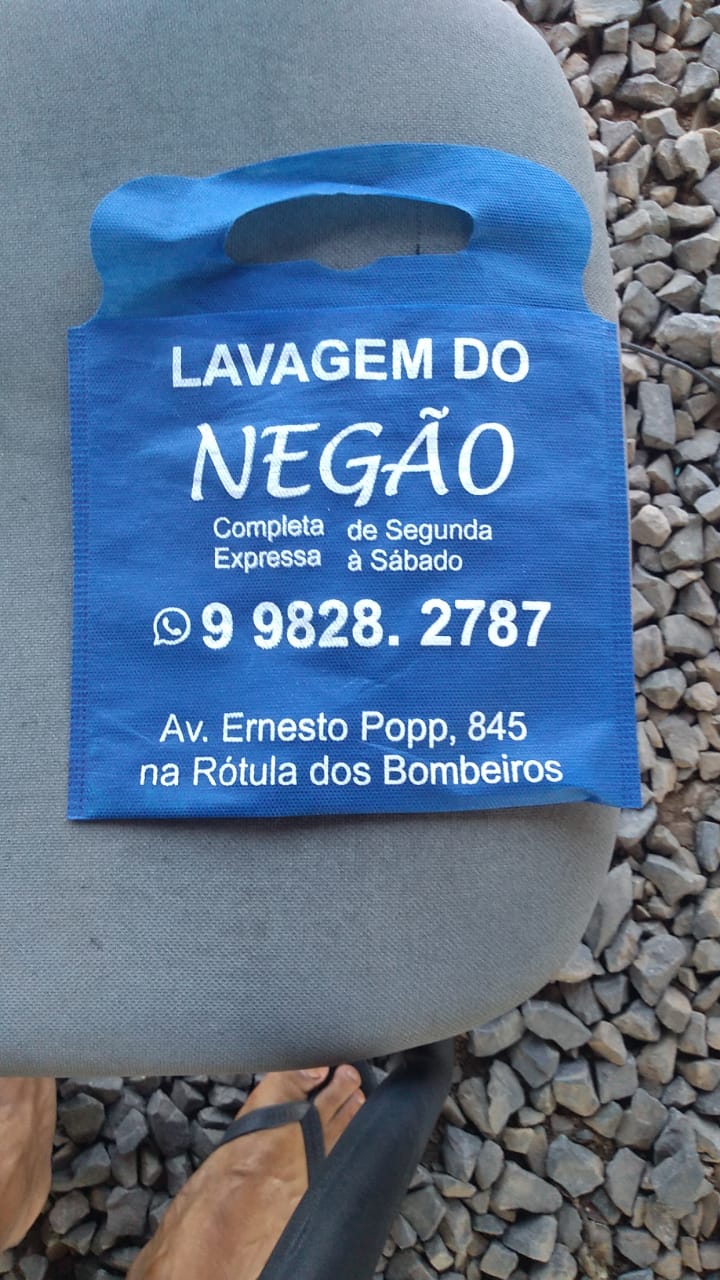 LAVAGEM DO
NEGÃO
Completa de Segunda
Expressa à Sábado
9 9828. 2787
Av. Ernesto Popp, 845
na Rótula dos Bombeiros